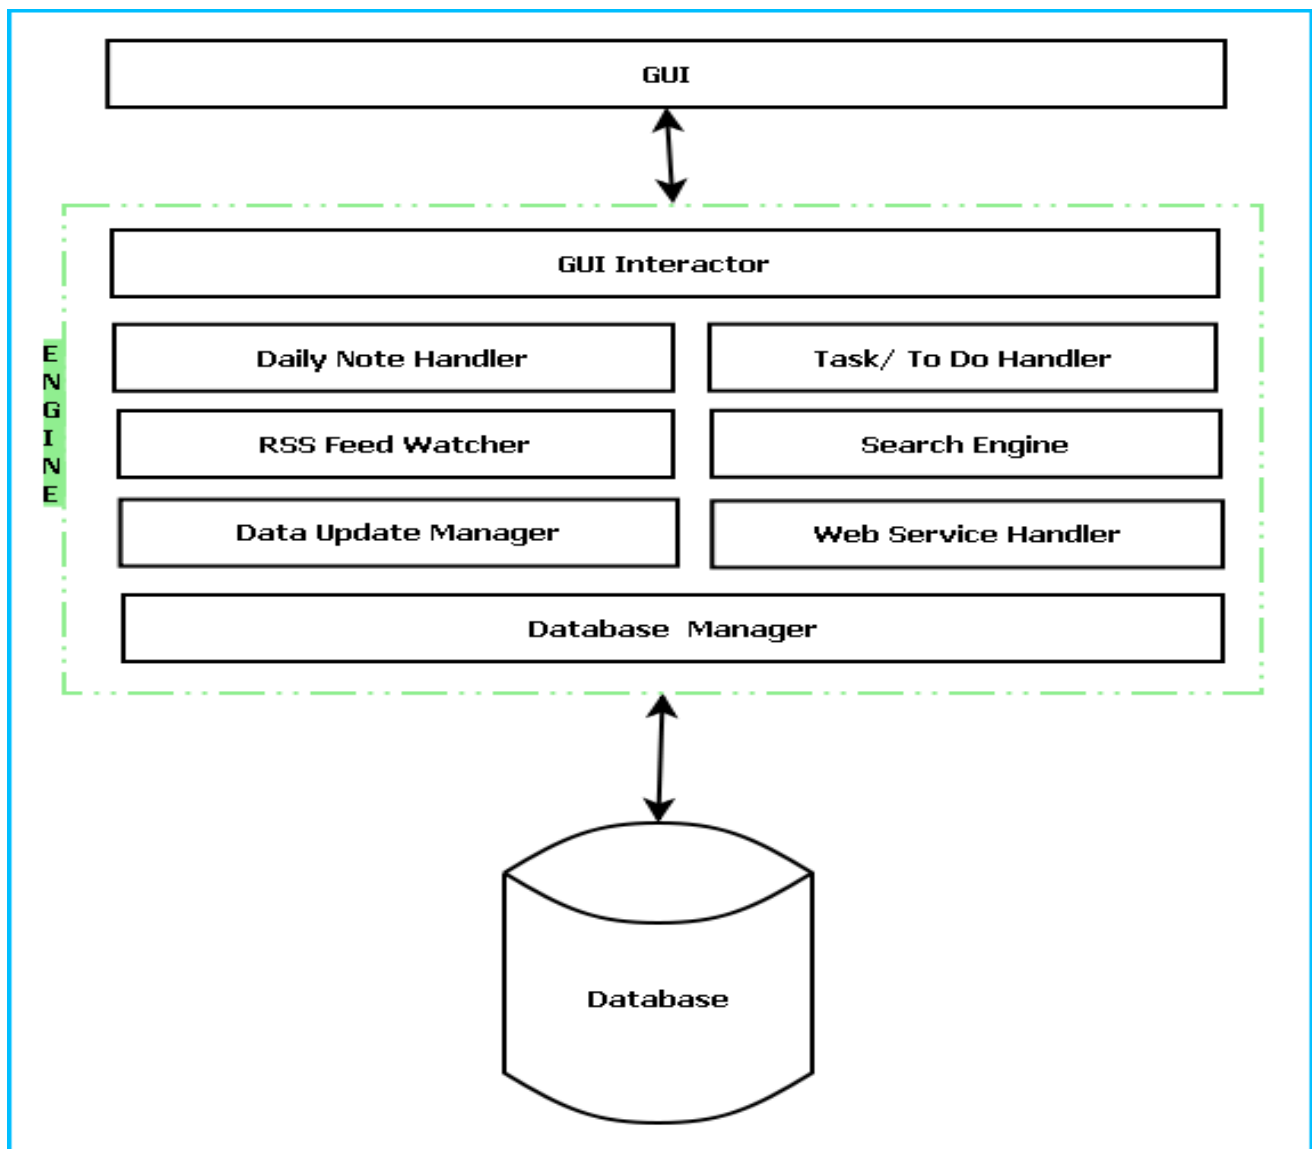 GUI
GUI Interactor
Daily Note Handler
Task/ To Do Handler
RSS Feed Watcher
Search Engine
Data Update Manager
Web Service Handler
Database  Manager
E
N
G
I
N
E
Database